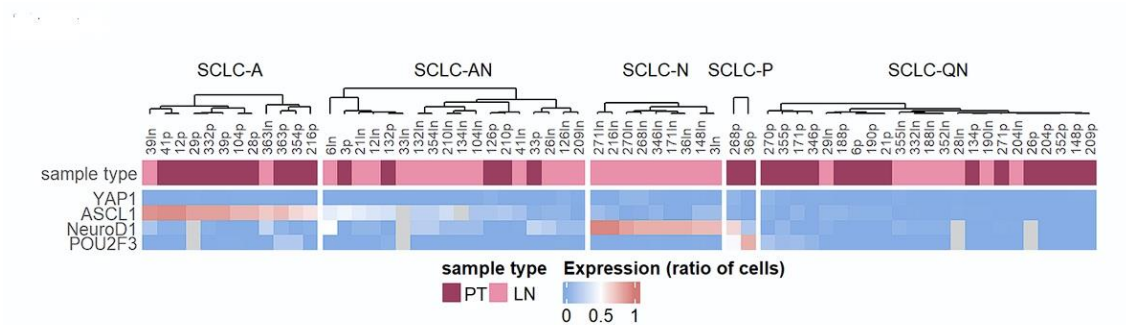 SCLC-A SCLC-AN SCLC-N SCLC-P SCLC-QN
39ln 41p 12p 29p 332p 39p 104p 28p 363ln 363p 354p 216p 6ln 3p 21ln 12ln 132p 33ln 132ln 354ln 210ln 134ln 104ln 126p 210p 41ln 33p 26ln 126ln 209ln 271ln 216ln 270ln 268ln 346ln 171ln 36ln 148ln 3ln 268p 36p 270p 355p 171p 346p 29ln 188p 6p 190p 21p 355ln 332ln 188ln 352ln 28ln 134p 190ln 271p 204ln 26p 204p 352p 148p 209p
sample type
YAP1
ASCL1
NeuroD1
POU2F3
sample type Expression (ratio of cells)
PT LN
0 0.5 1